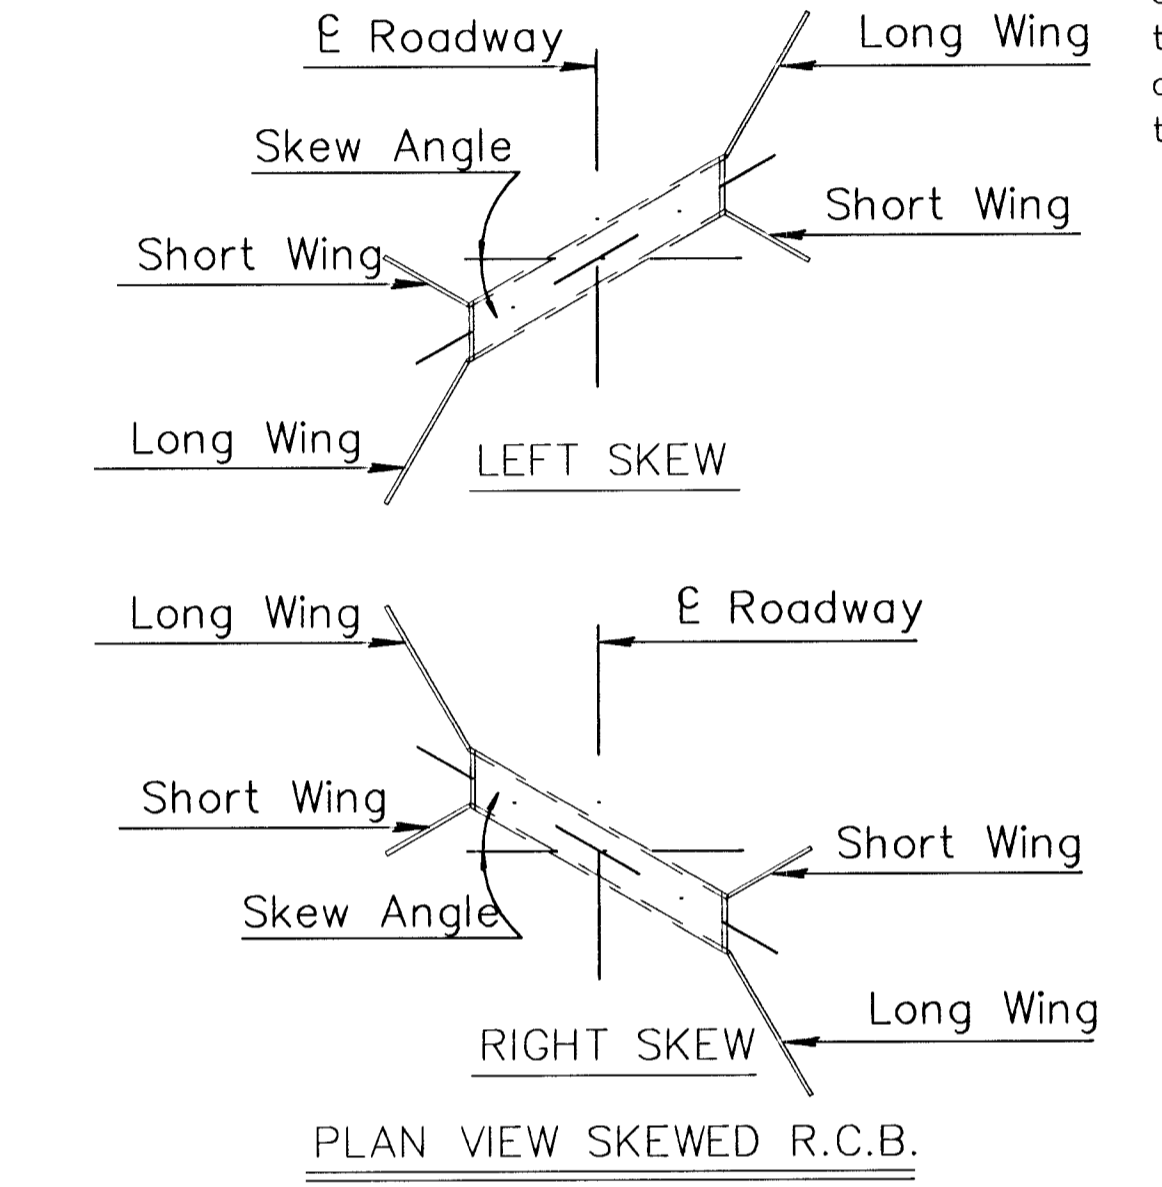 ℄ Roadway
Long Wing
Skew Angle
Short Wing
Short Wing
Long Wing
LEFT SKEW
Long Wing
℄ Roadway
Short Wing
Short Wing
Skew Angle
Long Wing
RIGHT SKEW
PLAN VIEW SKEWED R.C.B.